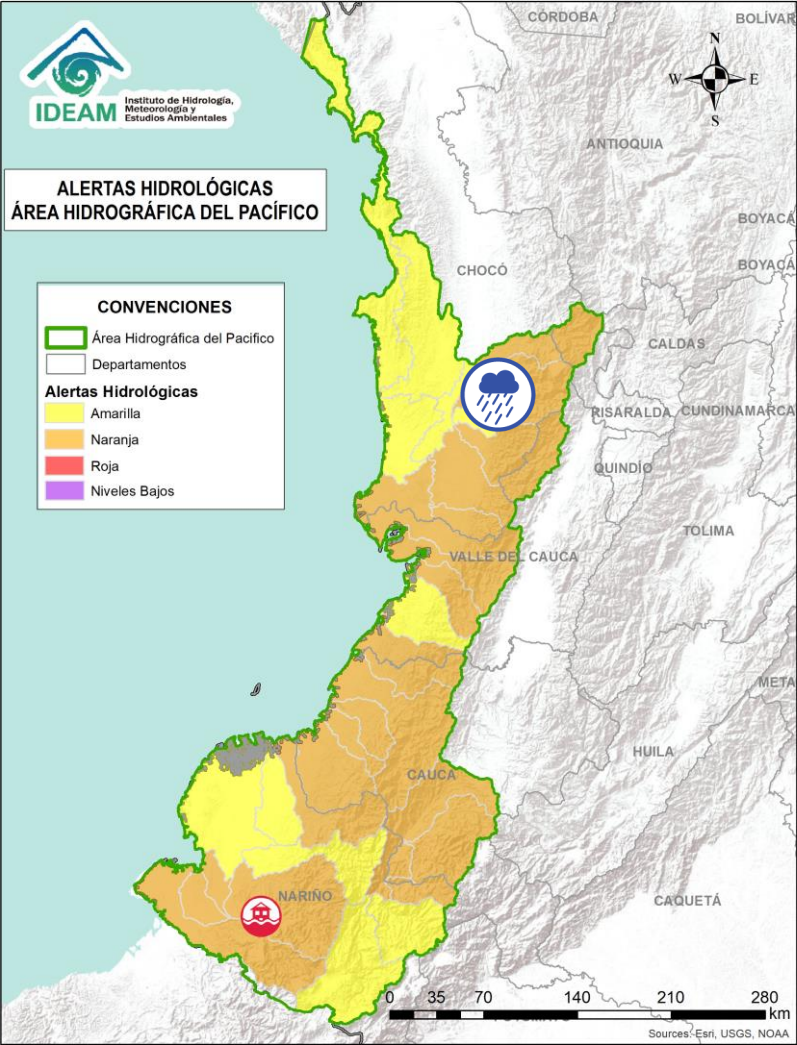 IDEAM
Instituto de Hidrología,
Meteorología y
Estudios Ambientales
ALERTAS HIDROLÓGICAS
ÁREA HIDROGRÁFICA DEL PACÍFICO
CONVENCIONES
Área Hidrográfica del Pacifico
Departamentos
Alertas Hidrológicas
Amarilla
Naranja
Roja
Niveles Bajos
CÓRDOBA
BOLÍVAR
N
W E
S
ANTIOQUIA
BOYACÁ
BOYACÁ
CHOCÓ
CALDAS
RISARALDA
CUNDINAMARCA
QUINDÍO
TOLIMA
VALLE DEL CAUCA
META
HUILA
CAUCA
NARIÑO
CAQUETÁ
0 35 70 140 210 280
km
Sources: Esri, USGS, NOAA